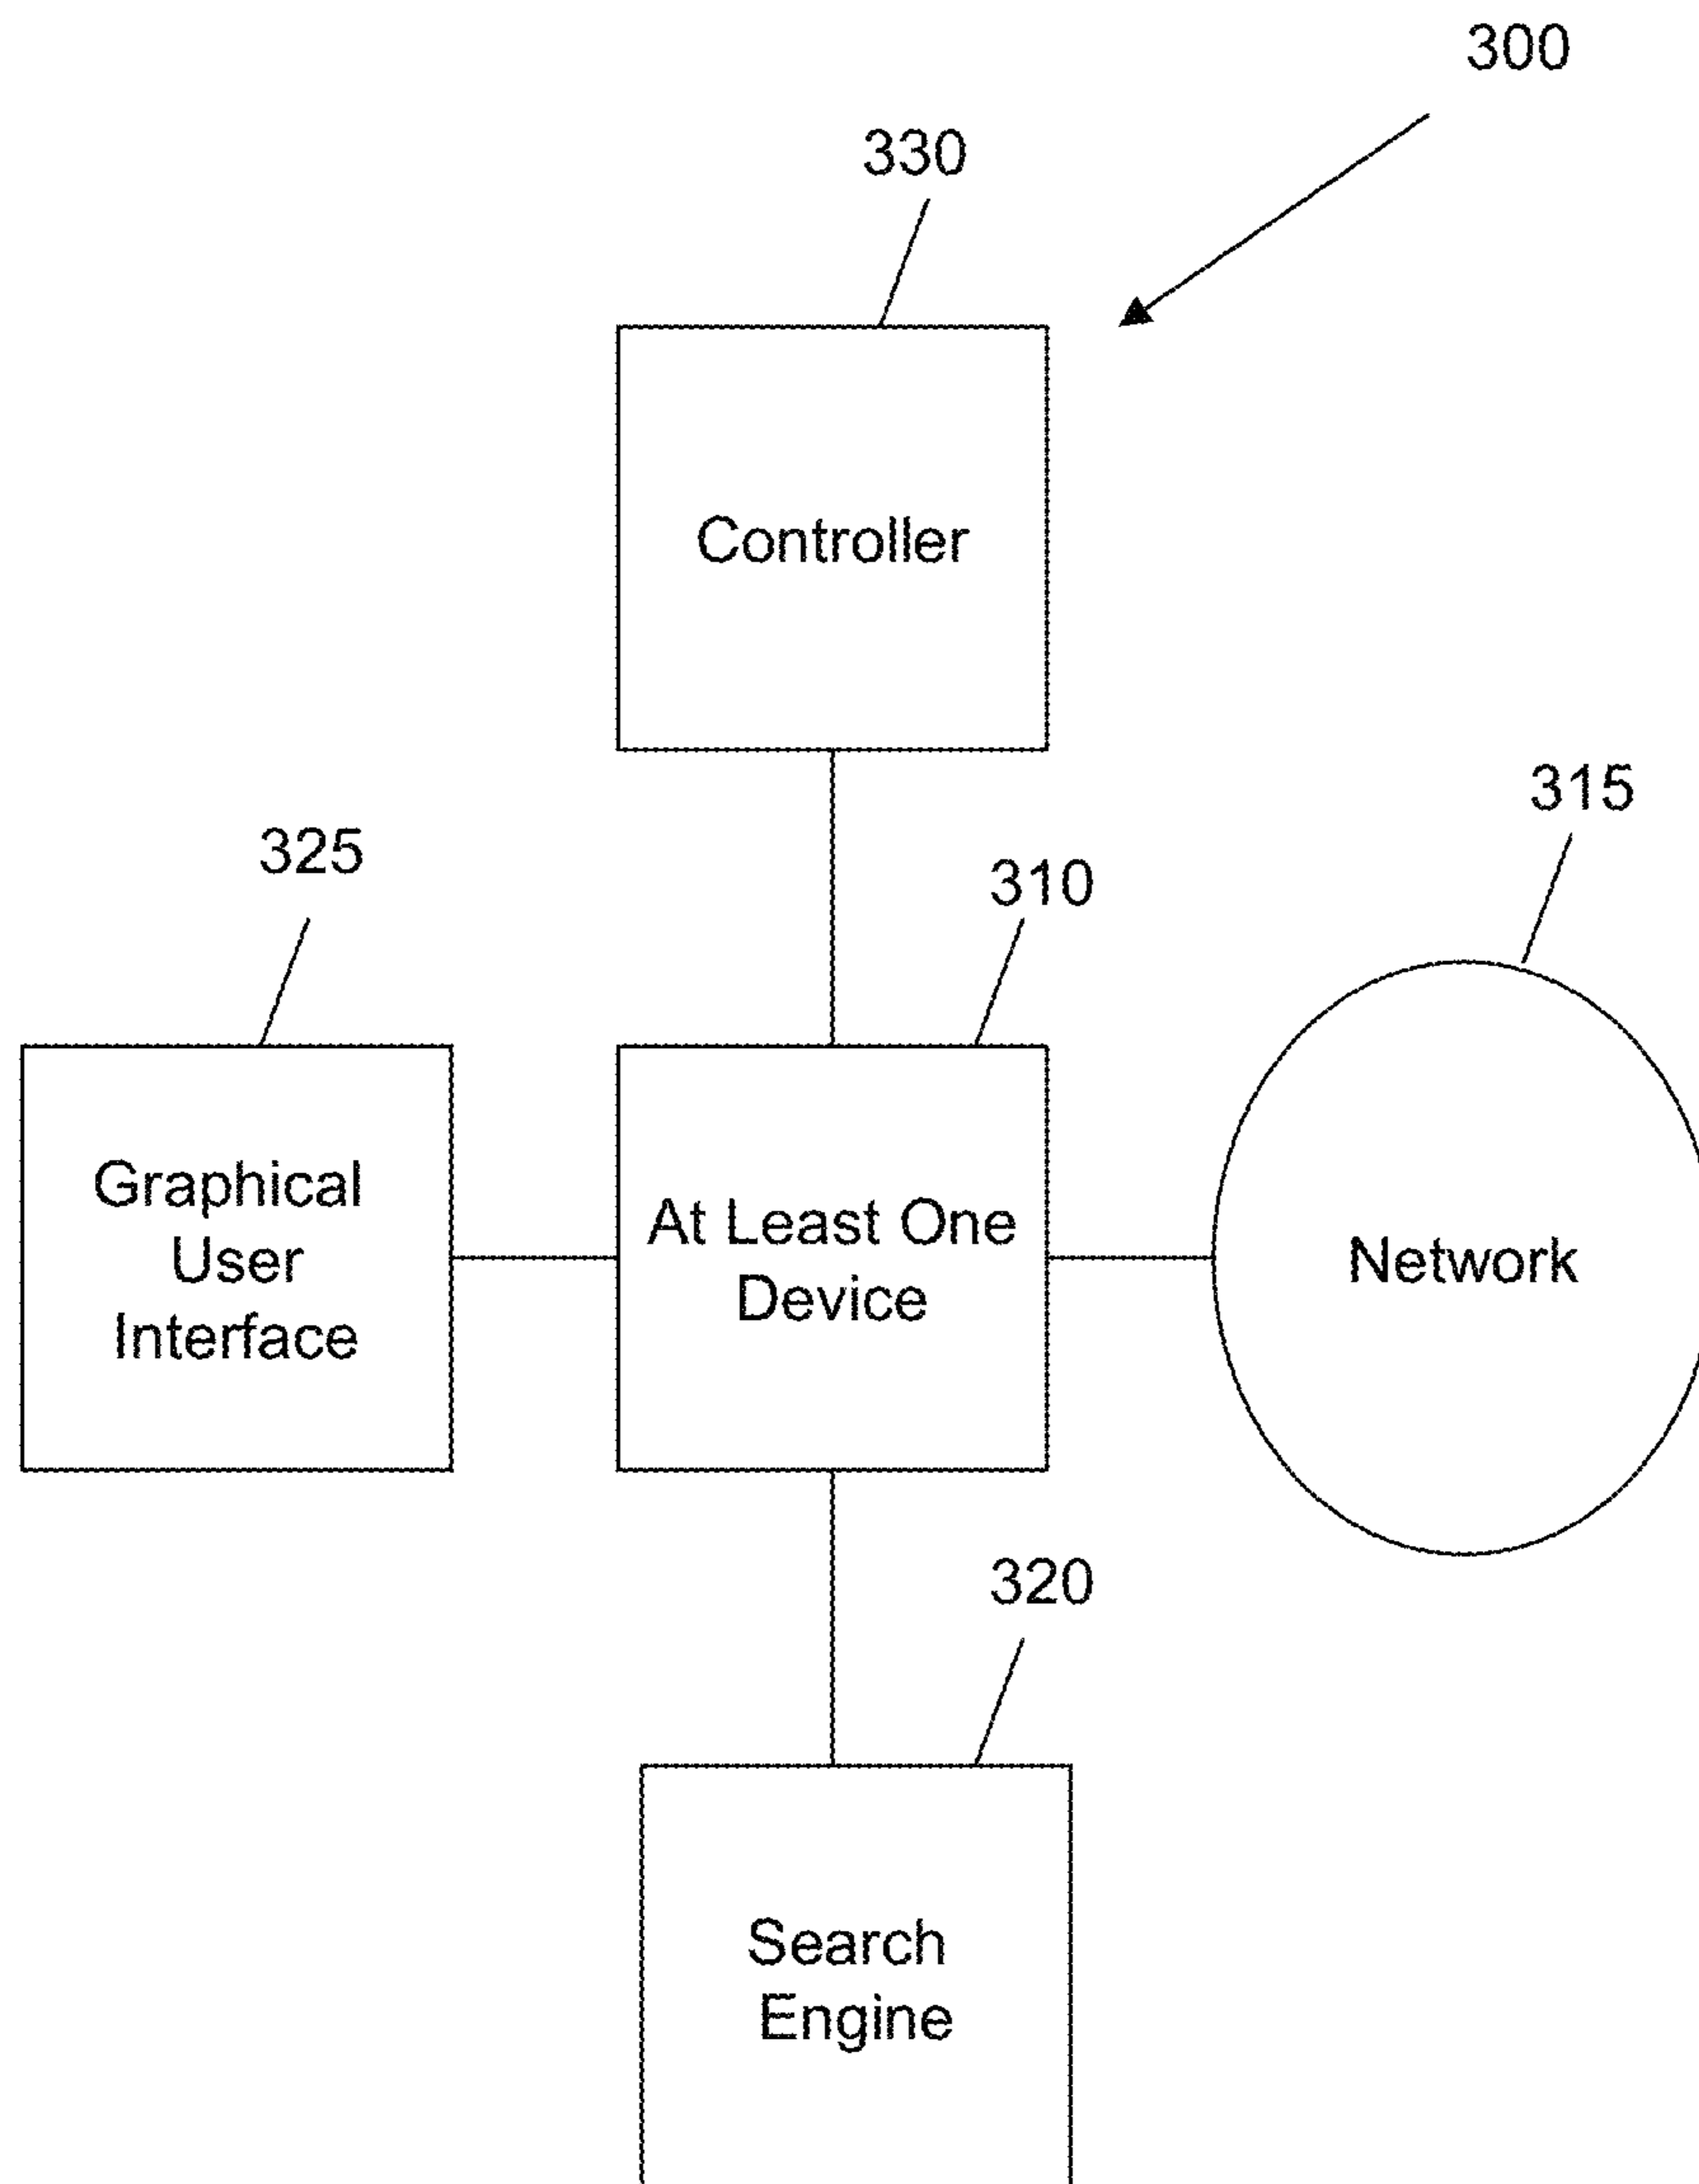 300
330
Controller
315
325
310
Graphical
User
Interface
At Least One
Device
Network
320
Search
Engine